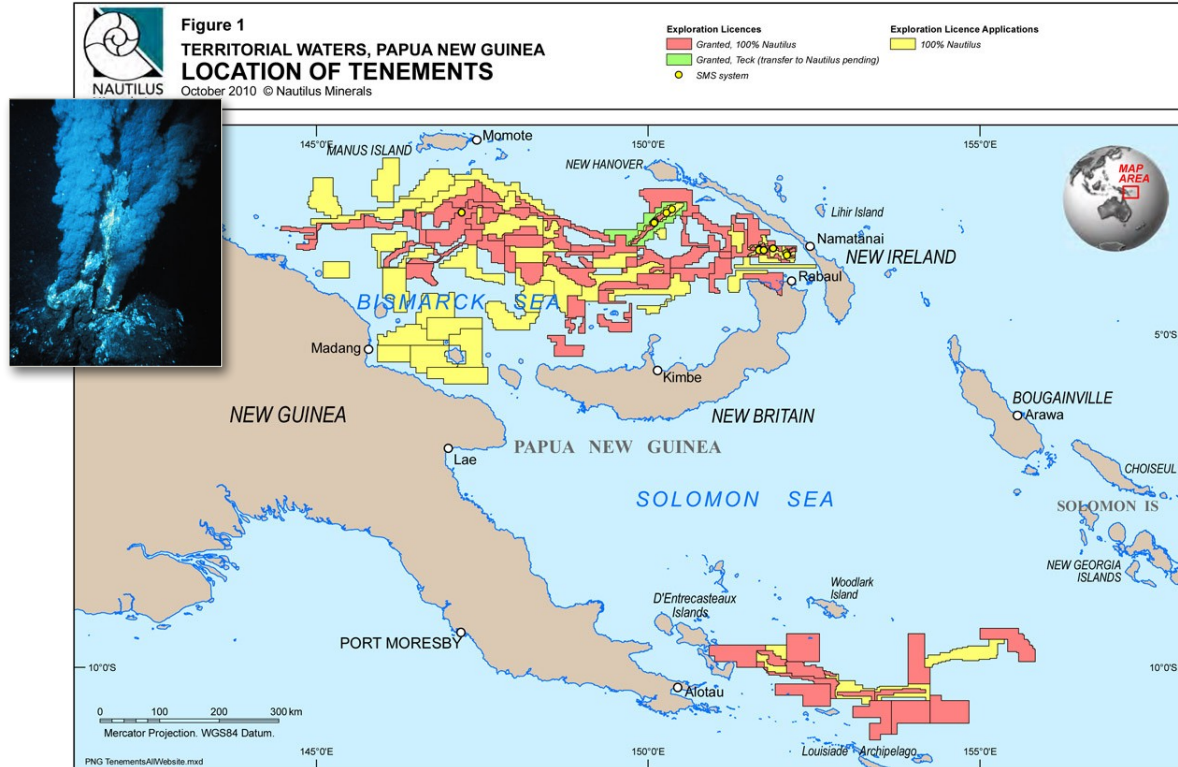 Figure 1
TERRITORIAL WATERS, PAPUA NEW GUINEA
LOCATION OF TENEMENTS
October 2010 © Nautilus Minerals
NAUTILUS
Exploration Licences
Granted, 100% Nautilus
Granted, Teck (transfer to Nautilus pending)
SMS system
Exploration Licence Applications
100% Nautilus
145°0'E
150°0'E
155°0'E
Momote
MANUS ISLAND
NEW HANOVER
MAP
AREA
Lihir Island
Namatanai
NEW IRELAND
Rabaul
BISMARCK SEA
5°0'S
Madang
Kimbe
NEW GUINEA
NEW BRITAIN
BOUGAINVILLE
Arawa
PAPUA NEW GUINEA
Lae
CHOISEUL
SOLOMON SEA
SOLOMON IS
NEW GEORGIA
ISLANDS
Woodlark
Island
D'Entrecasteaux
Islands
PORT MORESBY
10°0'S
10°0'S
Alotau
0 100 200 300 km
Mercator Projection. WGS84 Datum.
Louisiade Archipelago
145°0'E
150°0'E
155°0'E
PNG TenementsAllWebsite.mxd